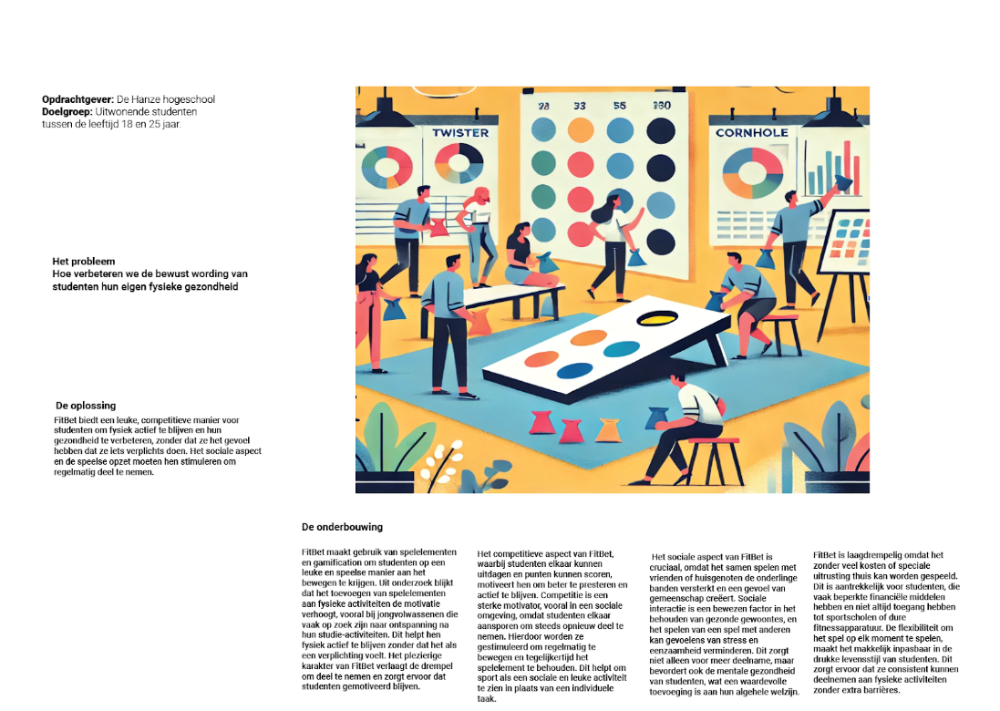 Opdrachtgever: De Hanze hogeschool
Doelgroep: Uitwonende studenten
tussen de leeftijd 18 en 25 jaar.
Het probleem
Hoe verbeteren we de bewust wording van
studenten hun eigen fysieke gezondheid
De oplossing
FitBet biedt een leuke, competitieve manier voor
studenten om fysiek actief te blijven en hun
gezondheid te verbeteren, zonder dat ze het gevoel
hebben dat ze iets verplichts doen. Het sociale aspect
en de speelse opzet moeten hen stimuleren om
regelmatig deel te nemen.
TWISTER
33
55
CORNHOLE
De onderbouwing
FitBet maakt gebruik van spelelementen
en gamification om studenten op een
leuke en speelse manier aan het
bewegen te krijgen. Uit onderzoek blijkt
dat het toevoegen van spelelementen
aan fysieke activiteiten de motivatie
verhoogt, vooral bij jongvolwassenen die
vaak op zoek zijn naar ontspanning na
hun studie-activiteiten. Dit helpt hen
fysiek actief te blijven zonder dat het als
een verplichting voelt. Het plezierige
karakter van FitBet verlaagt de drempel
om deel te nemen en zorgt ervoor dat
studenten gemotiveerd blijven.
Het competitieve aspect van FitBet,
waarbij studenten elkaar kunnen
uitdagen en punten kunnen scoren,
motiveert hen om beter te presteren en
actief te blijven. Competitie is een
sterke motivator, vooral in een sociale
omgeving, omdat studenten elkaar
aansporen om steeds opnieuw deel te
nemen. Hierdoor worden ze
gestimuleerd om regelmatig te
bewegen en tegelijkertijd het
spelelement te behouden. Dit helpt om
sport als een sociale en leuke activiteit
te zien in plaats van een individuele
taak.
Het sociale aspect van FitBet is
cruciaal, omdat het samen spelen met
vrienden of huisgenoten de onderlinge
banden versterkt en een gevoel van
gemeenschap creëert. Sociale
interactie is een bewezen factor in het
behouden van gezonde gewoontes, en
het spelen van een spel met anderen
kan gevoelens van stress en
eenzaamheid verminderen. Dit zorgt
niet alleen voor meer deelname, maar
bevordert ook de mentale gezondheid
van studenten, wat een waardevolle
toevoeging is aan hun algehele welzijn.
FitBet is laagdrempelig omdat het
zonder veel kosten of speciale
uitrusting thuis kan worden gespeeld.
Dit is aantrekkelijk voor studenten, die
vaak beperkte financiële middelen
hebben en niet altijd toegang hebben
tot sportscholen of dure
fitnessapparatuur. De flexibiliteit om
het spel op elk moment te spelen,
maakt het makkelijk inpasbaar in de
drukke levensstijl van studenten. Dit
zorgt ervoor dat ze consistent kunnen
deelnemen aan fysieke activiteiten
zonder extra barrières.